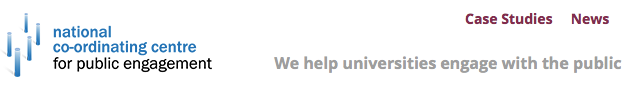 Case Studies News
national
co-ordinating centre
for public engagement
We help universities engage with the public